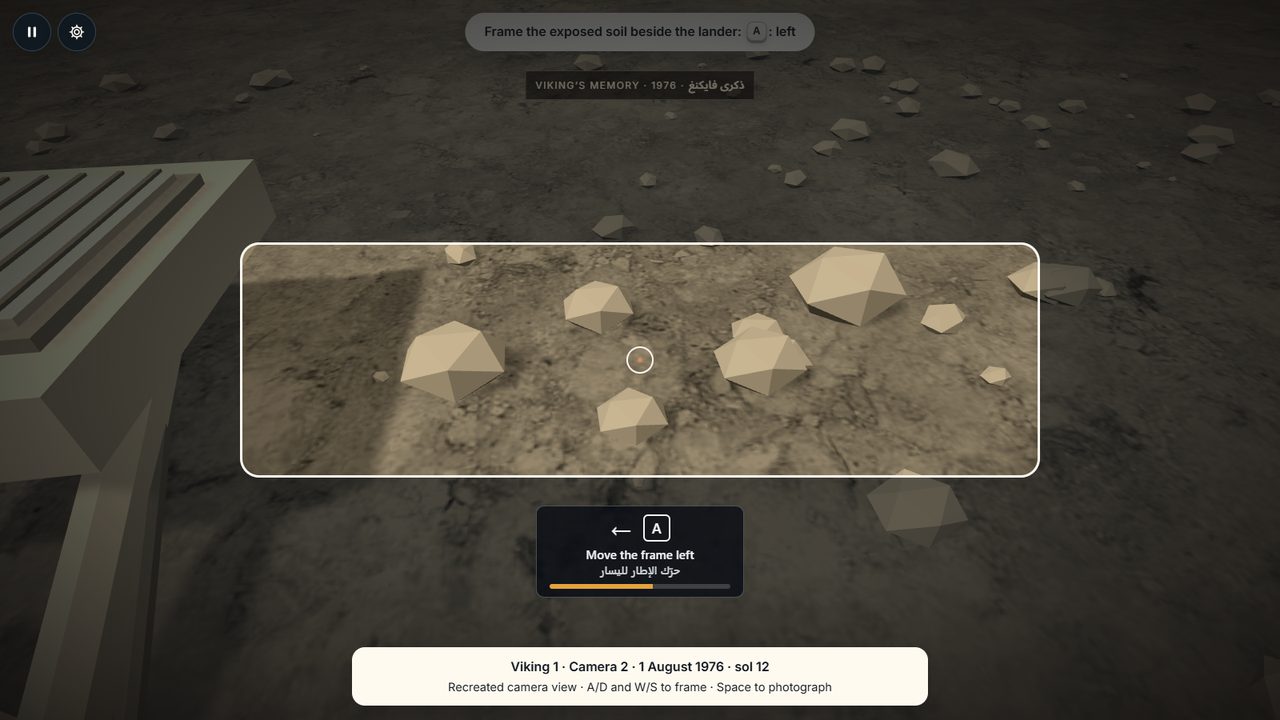 Frame the exposed soil beside the lander: A : left
VIKING'S MEMORY · 1976 · ذكرى فايكنغ
← A
Move the frame left
حرّك الإطار لليسار
Viking 1 · Camera 2 · 1 August 1976 · sol 12
Recreated camera view · A/D and W/S to frame · Space to photograph